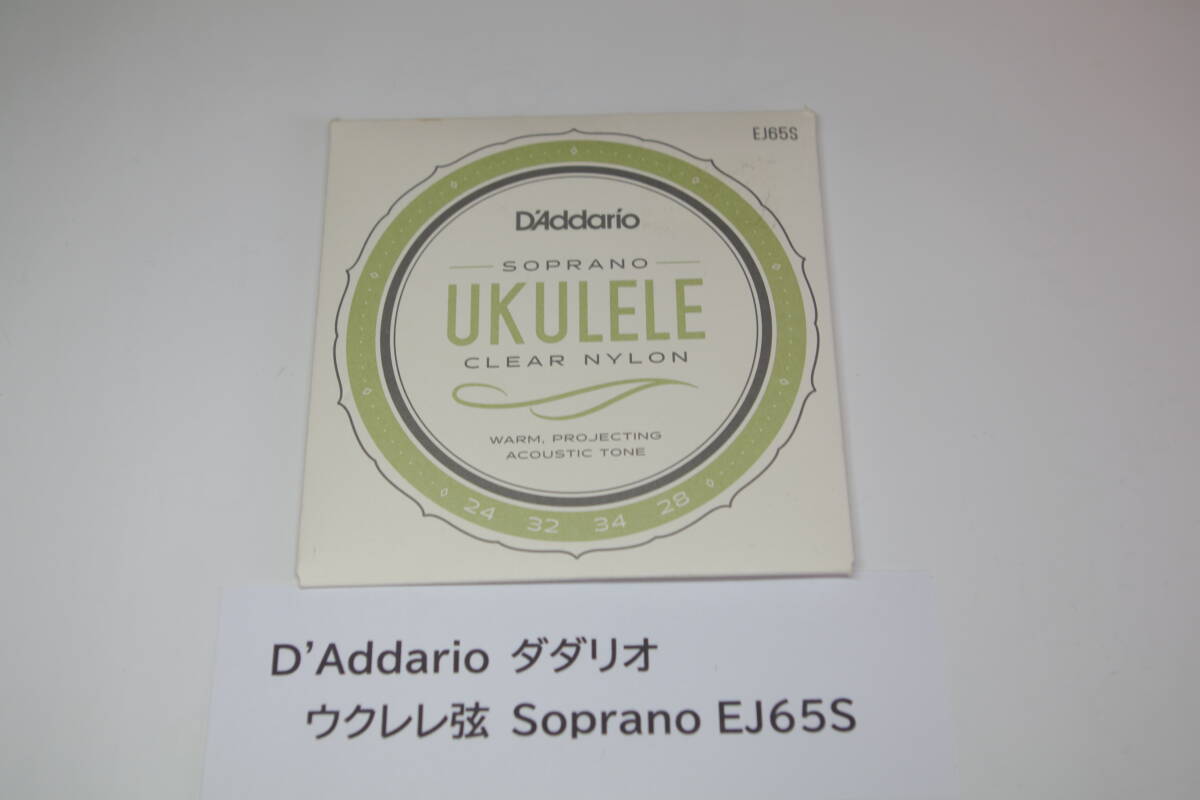 EJ65S
D'Addario
SOPRANO
UKULELE
CLEAR NYLON
WARM, PROJECTING
ACOUSTIC TONE
24 32 34 28
D'Addario ダダリオ
ウクレレ弦 Soprano EJ65S